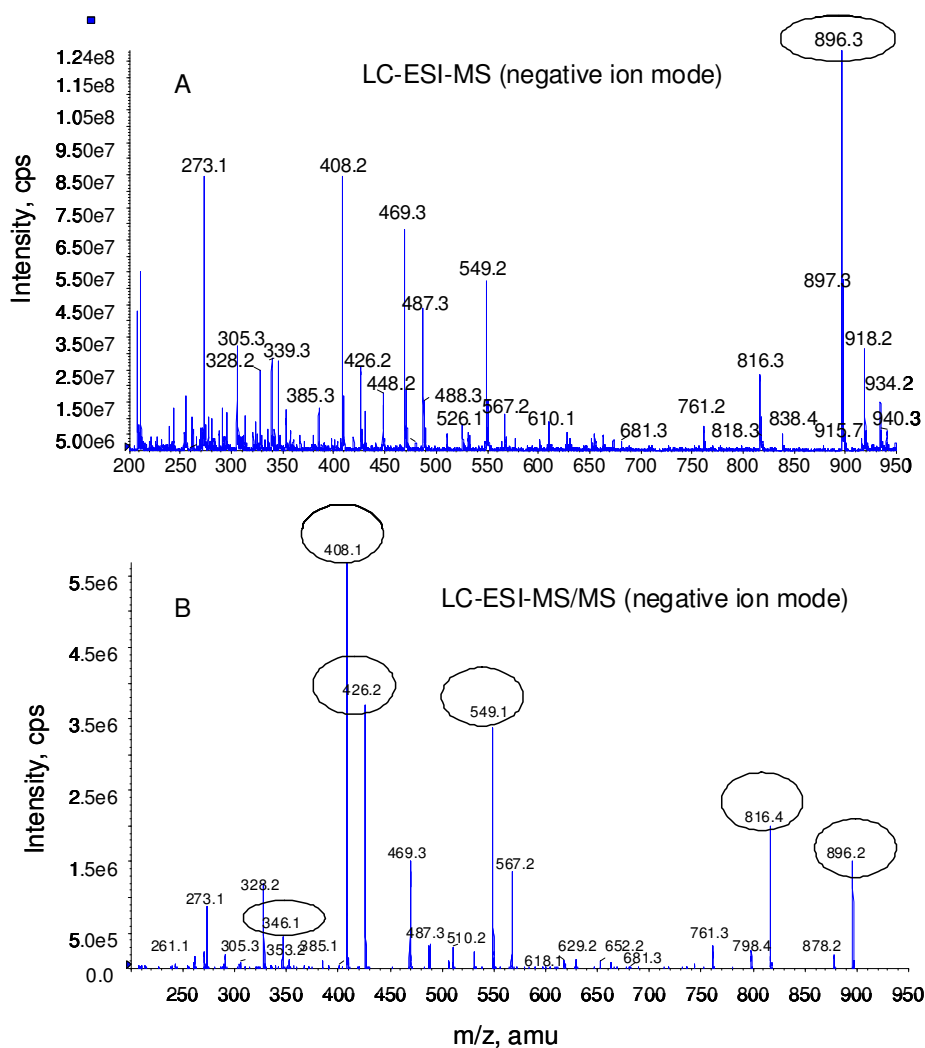 896.3
A
LC-ESI-MS (negative ion mode)
Intensity, cps
1.24e8
1.15e8
1.05e8
9.50e7
8.50e7
7.50e7
6.50e7
5.50e7
4.50e7
3.50e7
2.50e7
1.50e7
5.00e6
273.1
408.2
469.3
549.2
487.3
897.3
305.3
339.3
328.2
426.2
918.2
385.3
448.2
488.3
816.3
934.2
526.1
567.2
610.1
681.3
761.2
818.3
838.4
915.7
940.3
200 250 300 350 400 450 500 550 600 650 700 750 800 850 900 950
408.1
B
LC-ESI-MS/MS (negative ion mode)
Intensity, cps
5.5e6
4.5e6
3.5e6
2.5e6
1.5e6
5.0e5
0.0
426.2
549.1
816.4
896.2
469.3
567.2
328.2
273.1
346.1
487.3
510.2
761.3
261.1
305.3
353.2
385.1
618.1
629.2
652.2
681.3
798.4
878.2
250 300 350 400 450 500 550 600 650 700 750 800 850 900 950
m/z, amu